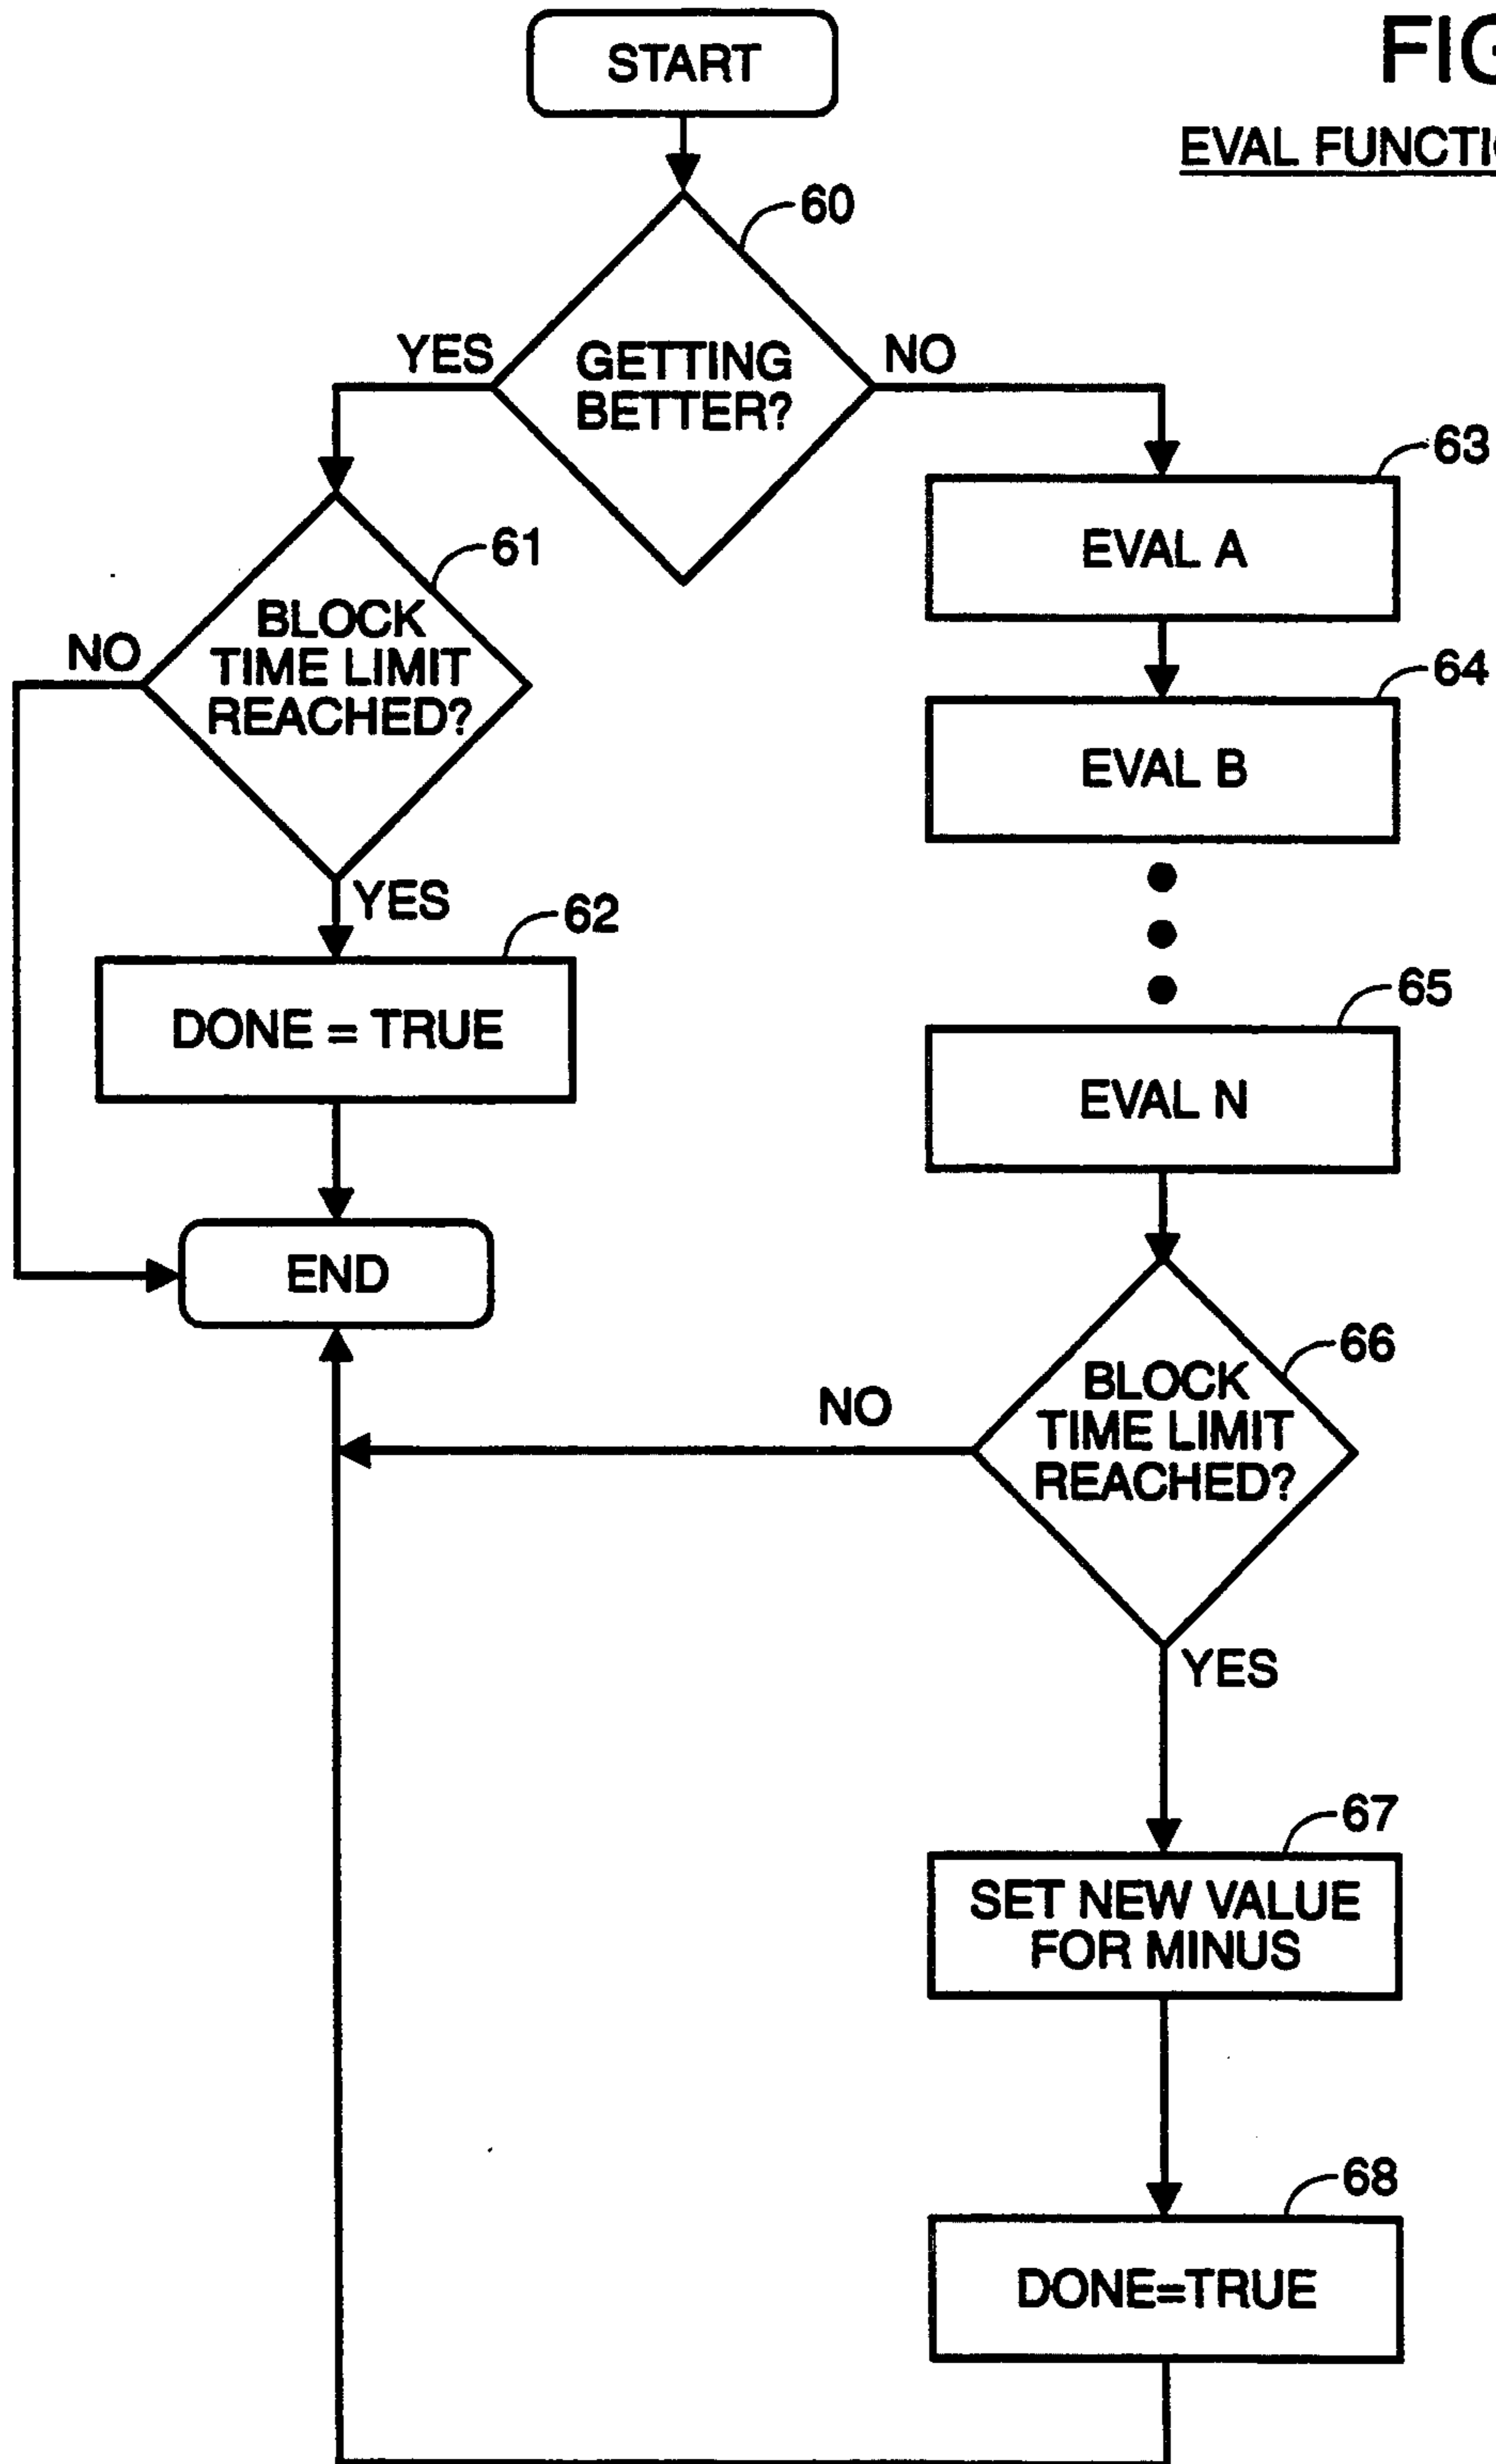 START
FIG
EVAL FUNCTI
60
YES
GETTING
BETTER?
NO
63
EVAL A
61
BLOCK
TIME LIMIT
REACHED?
NO
64
EVAL B
YES
62
DONE = TRUE
65
EVAL N
END
66
BLOCK
TIME LIMIT
REACHED?
NO
YES
67
SET NEW VALUE
FOR MINUS
68
DONE=TRUE